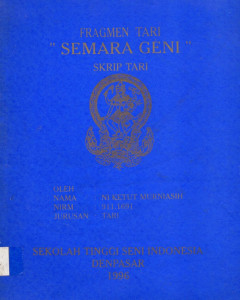 FRAGMEN TARI
" SEMARA GENI "
SKRIP TARI
OLEH
NAMA : NI KETUT MURNIASIH
NIRM
JURUSAN : TARI
SEKOLAH TINGGI SENI INDONESIA
DENPASAR
1996